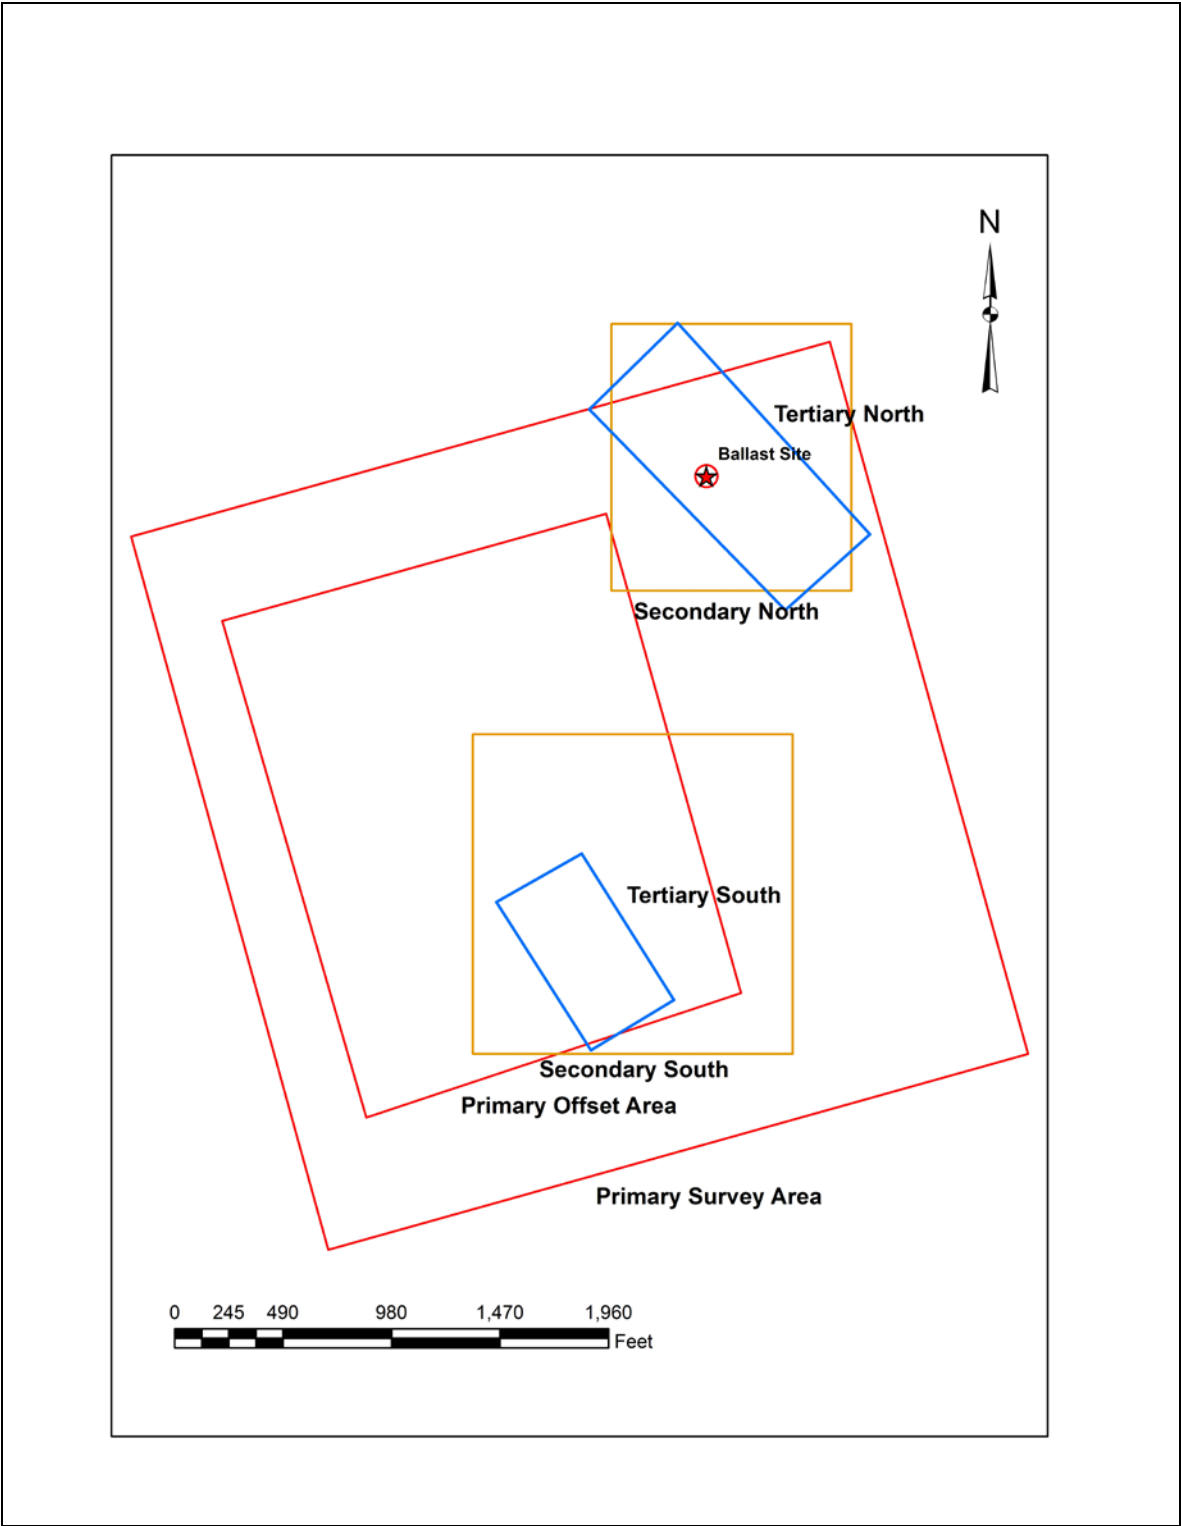 N
Tertiary North
Ballast Site
Secondary North
Tertiary South
Secondary South
Primary Offset Area
Primary Survey Area
0 245 490 980 1,470 1,960
Feet